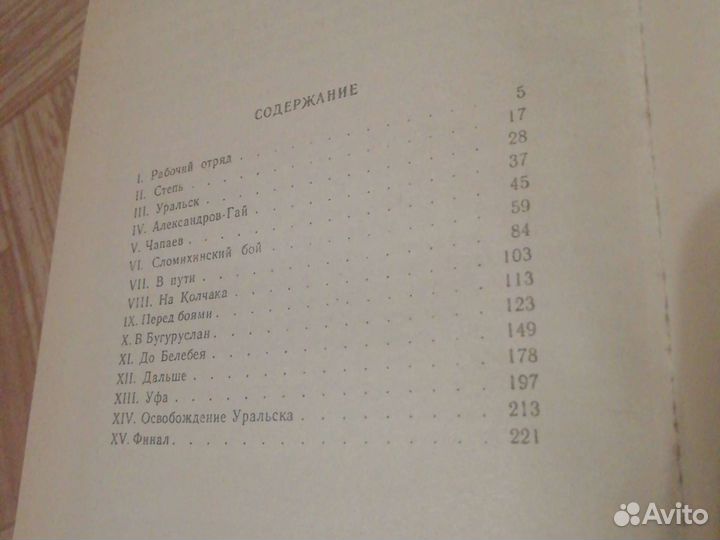 СОДЕРЖАНИЕ
I. Рабочий отряд . . . . . . . . . . 5
II. Степь . . . . . . . . . . . 17
III. Уральск . . . . . . . . . . 28
IV. Александров-Гай . . . . . . . . . 37
V. Чапаев . . . . . . . . . . . 45
VI. Сломихинский бой . . . . . . . . 59
VII. В пути . . . . . . . . . . . 84
VIII. На Колчака . . . . . . . . . . 103
IX. Перед боями . . . . . . . . . . 113
X. В Бугуруслан . . . . . . . . . . 123
XI. До Белебея . . . . . . . . . . 149
XII. Дальше . . . . . . . . . . . 178
XIII. Уфа . . . . . . . . . . . 197
XIV. Освобождение Уральска . . . . . . . 213
XV. Финал . . . . . . . . . . . 221
Avito